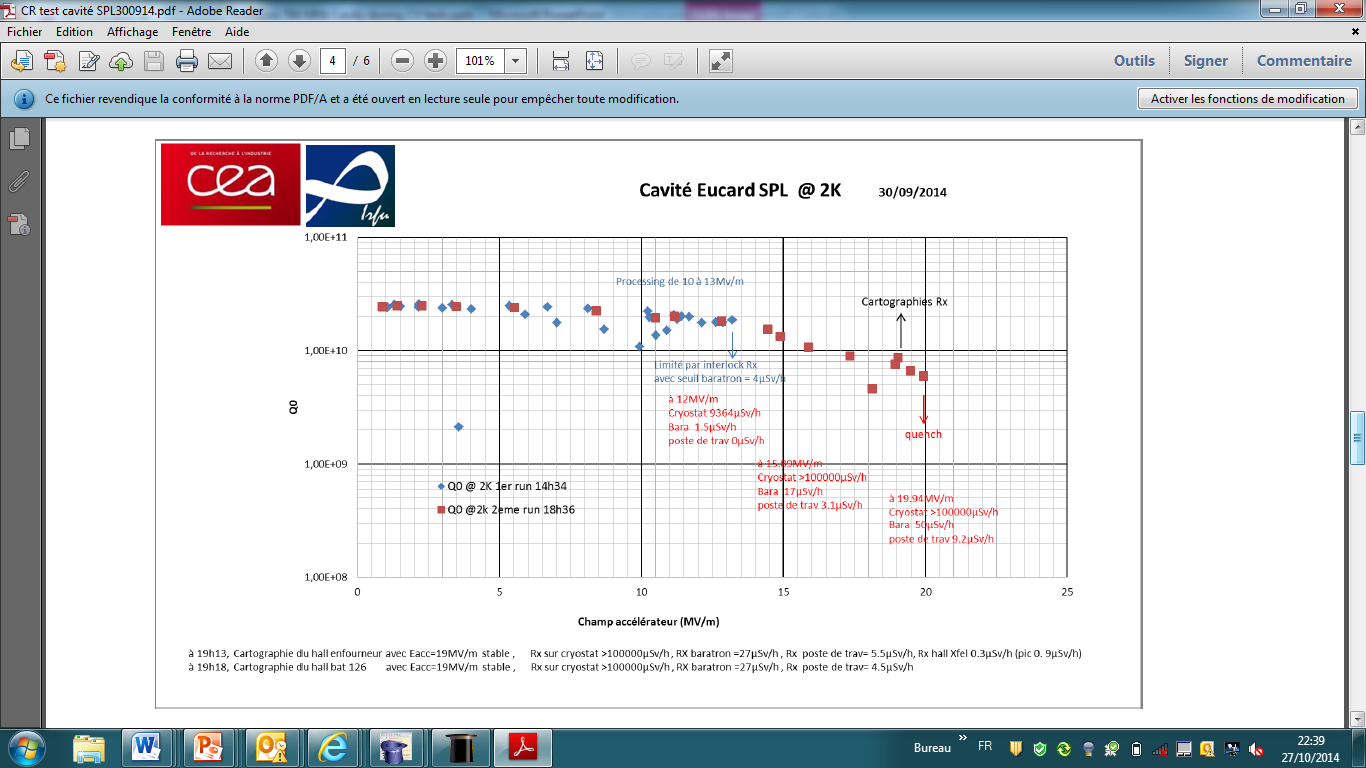 CR test cavité SPL300914.pdf - Adobe Reader
Fichier Edition Affichage Fenêtre Aide
4 / 6 101% Outils Signer Commentaire
Ce fichier revendique la conformité à la norme PDF/A et a été ouvert en lecture seule pour empêcher toute modification. Activer les fonctions de modification
DE LA RECHERCHE À L'INDUSTRIE
cea
Irfu
Cavité Eucard SPL @ 2K 30/09/2014
1,00E+11
Processing de 10 à 13Mv/m
Cartographies Rx
1,00E+10
Limité par interlock Rx
avec seuil baratron = 4µSv/h
à 12MV/m
Cryostat 9364µSv/h
Bara 1.5µSv/h
poste de trav 0µSv/h
Q0
quench
1,00E+09
à 15.89MV/m
Cryostat >100000µSv/h
Bara 17µSv/h
poste de trav 3.1µSv/h
Q0 @ 2K 1er run 14h34
Q0 @2k 2eme run 18h36
à 19.94MV/m
Cryostat >100000µSv/h
Bara 50µSv/h
poste de trav 9.2µSv/h
1,00E+08
0 5 10 15 20 25
Champ accélérateur (MV/m)
à 19h13, Cartographie du hall enfourneur avec Eacc=19MV/m stable , Rx sur cryostat >100000µSv/h , RX baratron =27µSv/h , Rx poste de trav= 5.5µSv/h, Rx hall Xfel 0.3µSv/h (pic 0. 9µSv/h)
à 19h18, Cartographie du hall bat 126 avec Eacc=19MV/m stable , Rx sur cryostat >100000µSv/h , RX baratron =27µSv/h , Rx poste de trav= 4.5µSv/h
Bureau » FR 22:39
27/10/2014